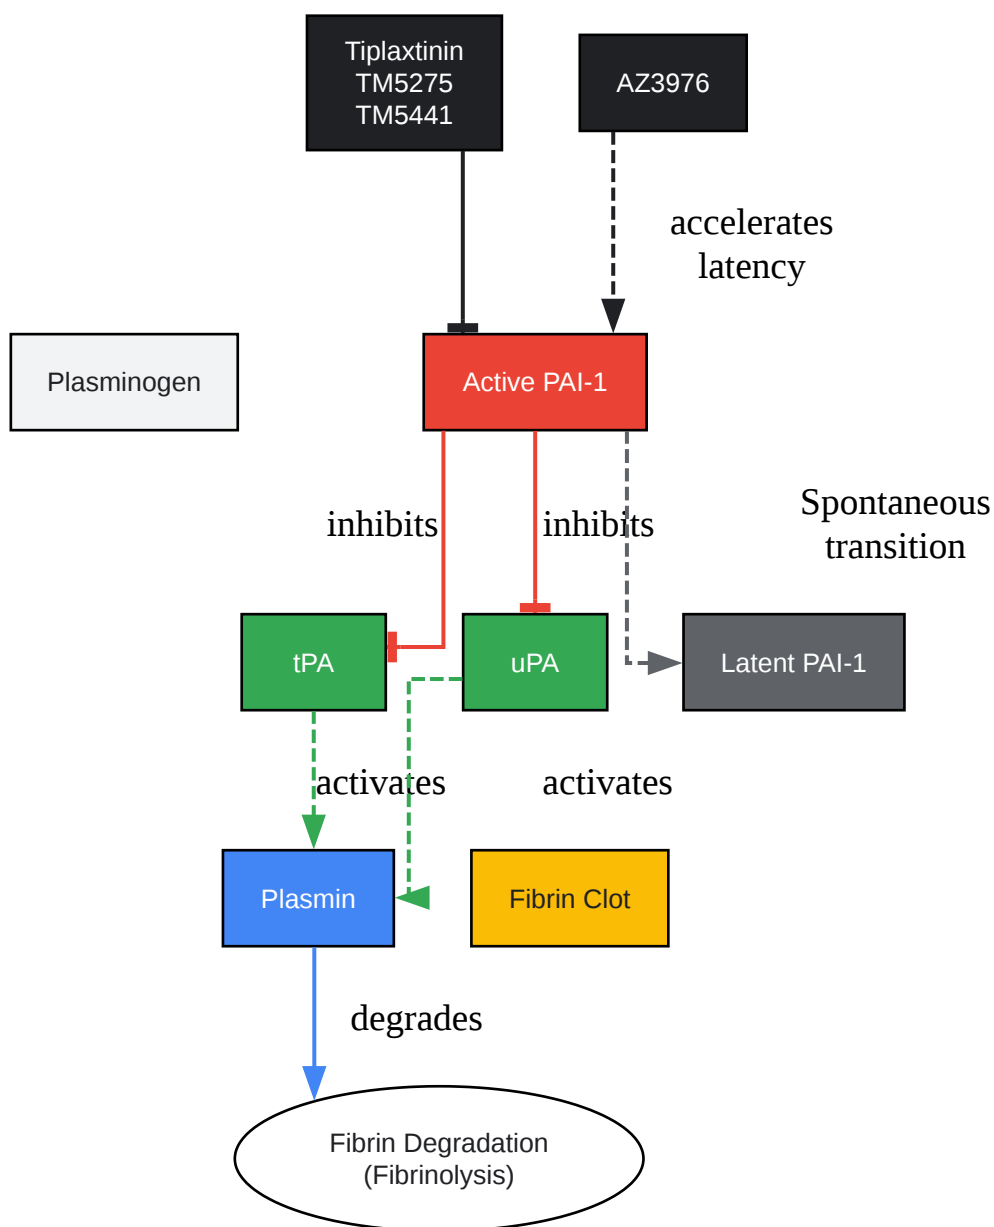 Tiplaxtinin
TM5275
TM5441
AZ3976
accelerates
latency
Plasminogen
Active PAI-1
inhibits
inhibits
Spontaneous
transition
tPA
uPA
Latent PAI-1
activates
activates
Plasmin
Fibrin Clot
degrades
Fibrin Degradation
(Fibrinolysis)